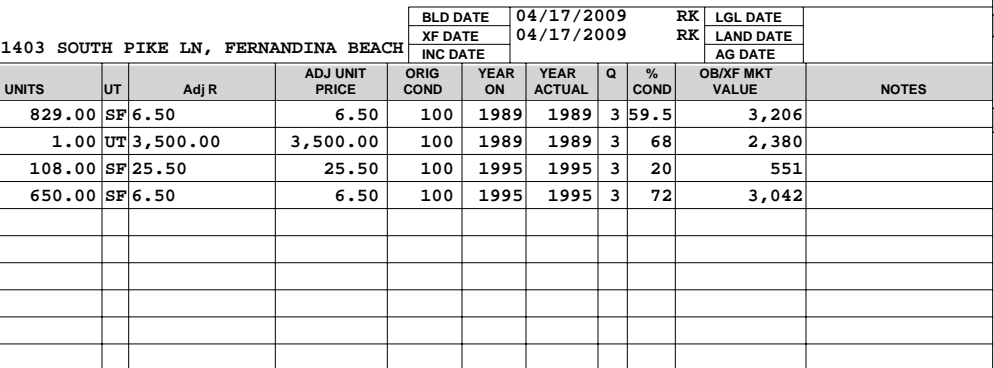 BLD DATE 04/17/2009 RK LGL DATE
XF DATE 04/17/2009 RK LAND DATE
1403 SOUTH PIKE LN, FERNANDINA BEACH INC DATE AG DATE
UNITS UT Adj R ADJ UNIT PRICE ORIG COND YEAR ON YEAR ACTUAL Q % COND OB/XF MKT VALUE NOTES
829.00 SF 6.50 6.50 100 1989 1989 3 59.5 3,206
1.00 UT 3,500.00 3,500.00 100 1989 1989 3 68 2,380
108.00 SF 25.50 25.50 100 1995 1995 3 20 551
650.00 SF 6.50 6.50 100 1995 1995 3 72 3,042